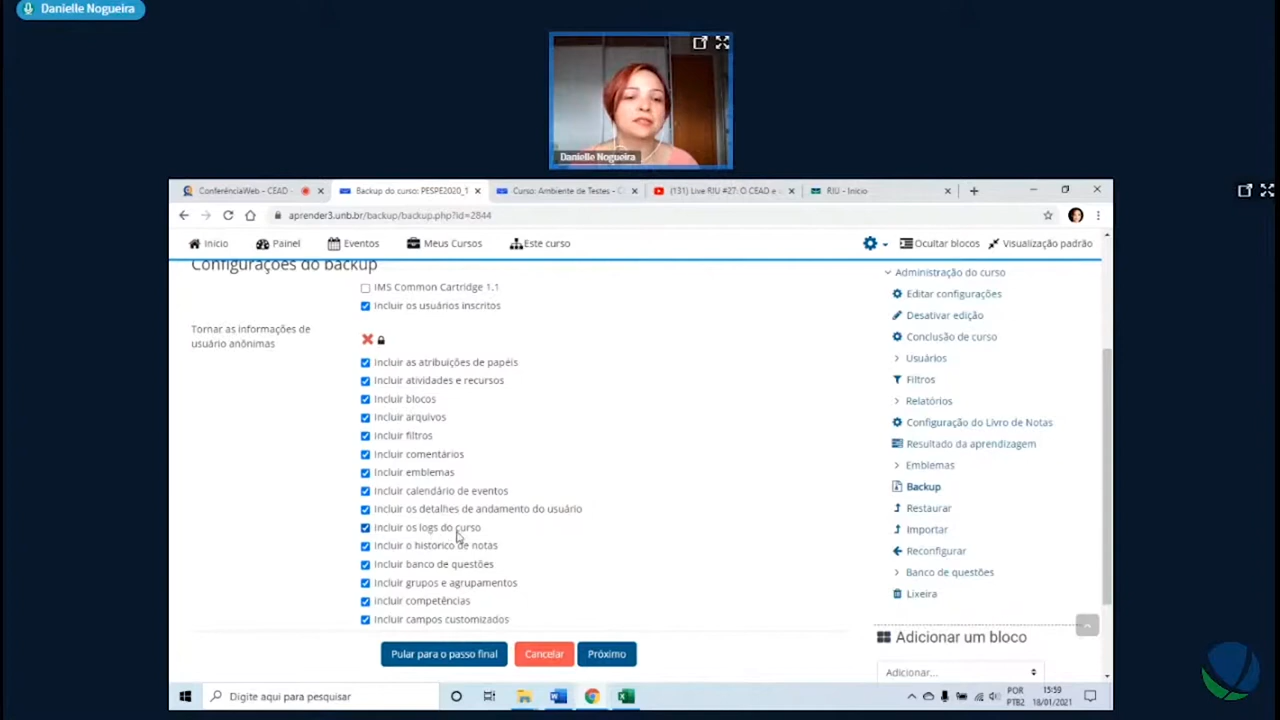 Danielle Nogueira
Danielle Nogueira
ConferênciaWeb - CEAD
Backup do curso: PESPE2020_1
Curso: Ambiente de Testes - C
(131) Live RIU #27: O CEAD e
RIU - Início
aprender3.unb.br/backup/backup.php?id=2844
Início
Painel
Eventos
Meus Cursos
Este curso
Ocultar blocos
Visualização padrão
Configurações do backup
IMS Common Cartridge 1.1
Incluir os usuários inscritos
Tornar as informações de
usuário anônimas
Incluir as atribuições de papéis
Incluir atividades e recursos
Incluir blocos
Incluir arquivos
Incluir filtros
Incluir comentários
Incluir emblemas
Incluir calendário de eventos
Incluir os detalhes de andamento do usuário
Incluir os logs do curso
Incluir o histórico de notas
Incluir banco de questões
Incluir grupos e agrupamentos
Incluir competências
Incluir campos customizados
Pular para o passo final
Cancelar
Próximo
Administração do curso
Editar configurações
Desativar edição
Conclusão de curso
Usuários
Filtros
Relatórios
Configuração do Livro de Notas
Resultado da aprendizagem
Emblemas
Backup
Restaurar
Importar
Reconfigurar
Banco de questões
Lixeira
Adicionar um bloco
Adicionar...
Digite aqui para pesquisar
POR
PTB2
15:59
18/01/2021